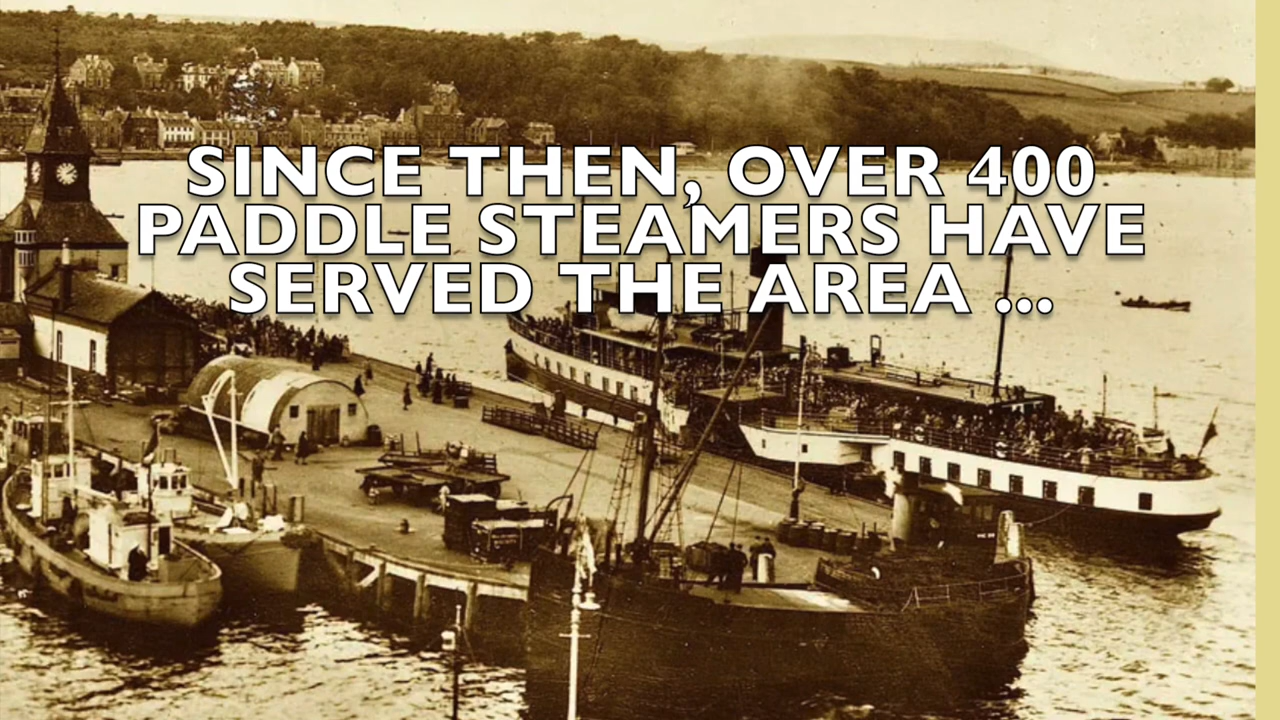 SINCE THEN, OVER 400
PADDLE STEAMERS HAVE
SERVED THE AREA ...